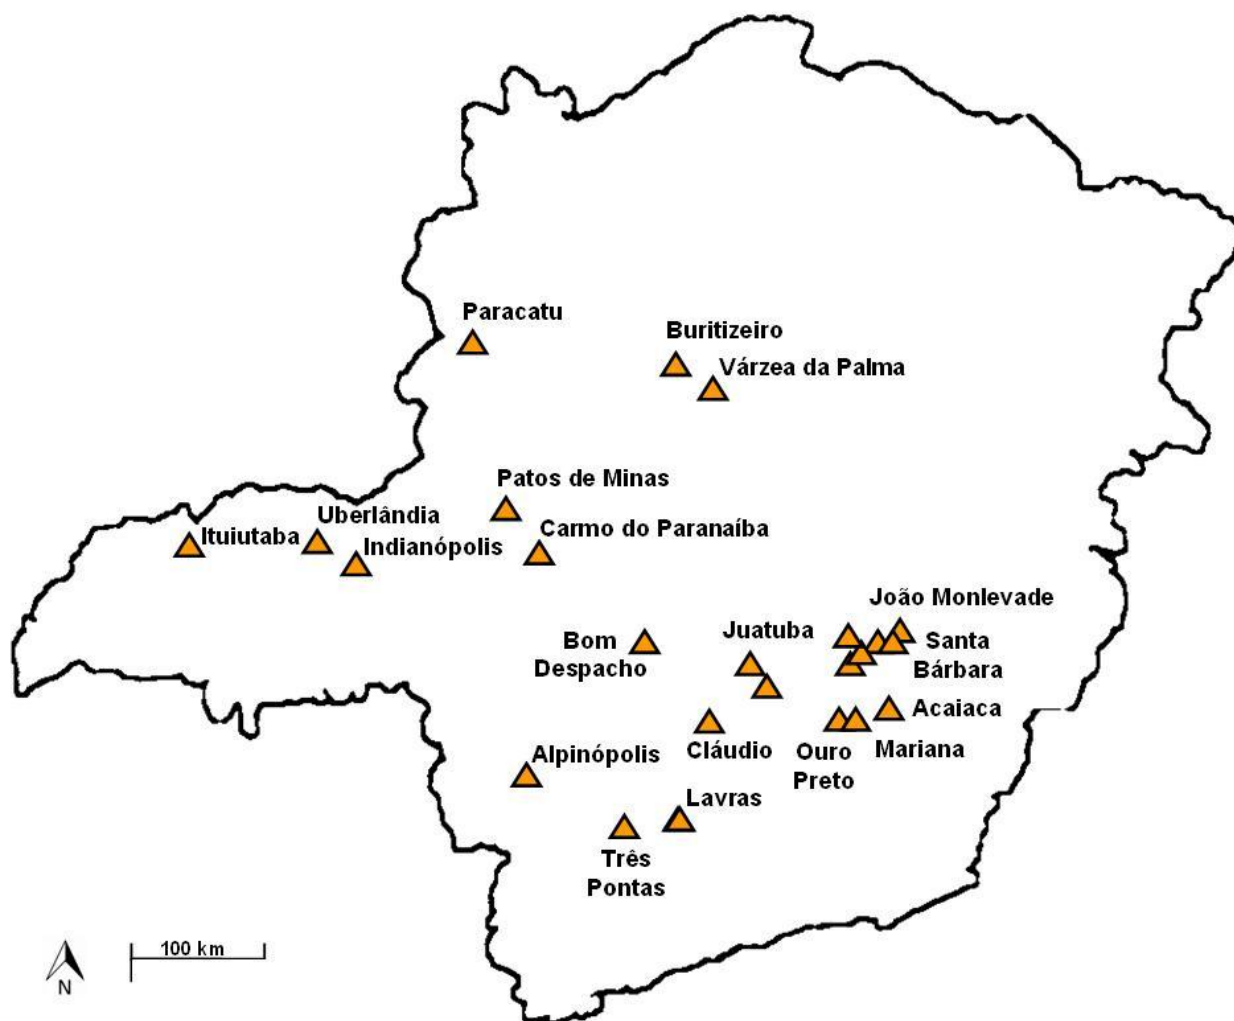 Paracatu
Buritizeiro
Várzea da Palma
Patos de Minas
Uberlândia
Ituiutaba
Carmo do Paranaíba
Indianópolis
João Monlevade
Juatuba
Bom
Despacho
Santa
Bárbara
Acaiaca
Alpinópolis
Cláudio
Ouro
Preto
Mariana
Lavras
Três
Pontas
100 km
N